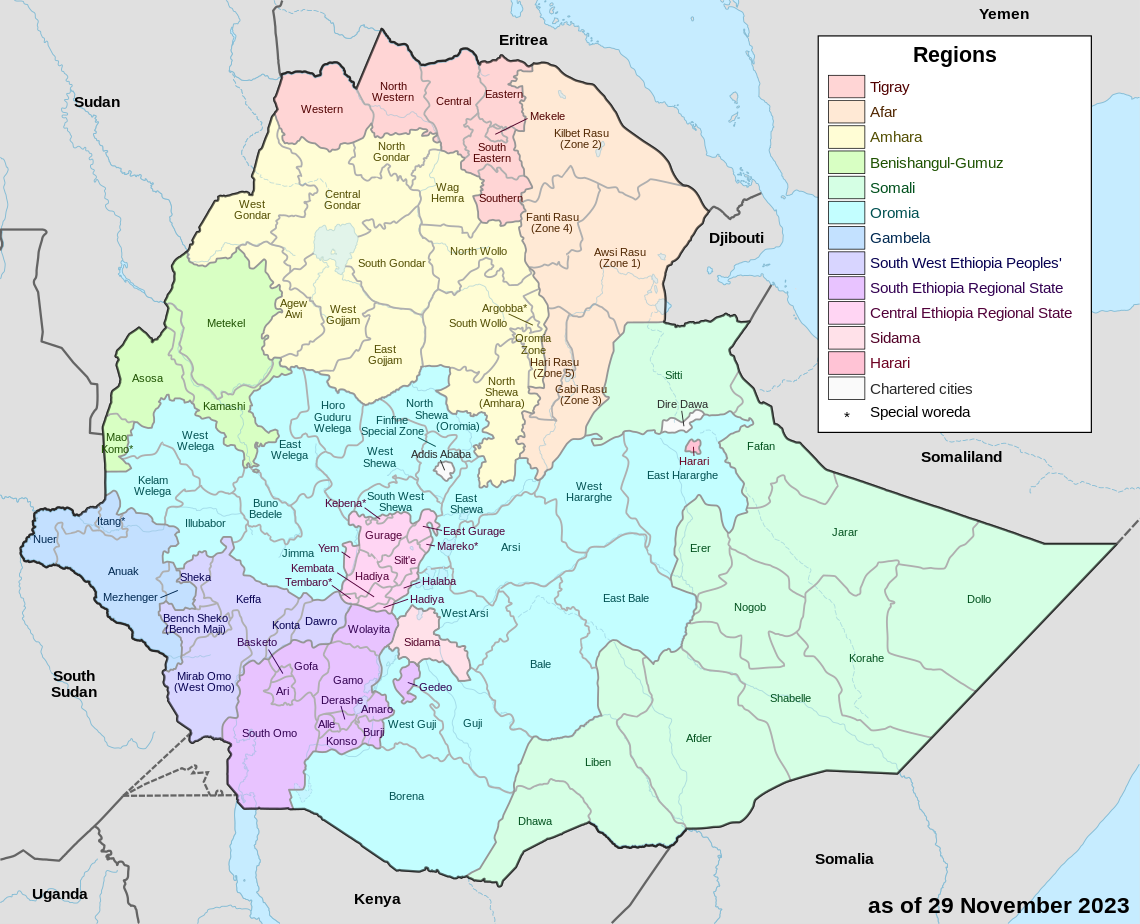 Yemen
Eritrea
Sudan
Djibouti
Somaliland
South
Sudan
Uganda
Kenya
Somalia
Regions
Tigray
Afar
Amhara
Benishangul-Gumuz
Somali
Oromia
Gambela
South West Ethiopia Peoples'
South Ethiopia Regional State
Central Ethiopia Regional State
Sidama
Harari
Chartered cities
* Special woreda
Western
North
Western
Central
Eastern
Mekele
South
Eastern
Southern
Kilbet Rasu
(Zone 2)
Fanti Rasu
(Zone 4)
Awsi Rasu
(Zone 1)
Hari Rasu
(Zone 5)
Gabi Rasu
(Zone 3)
North
Gondar
West
Gondar
Central
Gondar
Wag
Hemra
South Gondar
North Wollo
Agew
Awi
West
Gojjam
East
Gojjam
South Wollo
Argobba*
Oromia
Zone
North
Shewa
(Amhara)
Metekel
Asosa
Kamashi
Mao
Komo*
West
Welega
Kelam
Welega
East
Welega
Horo
Guduru
Welega
North
Shewa
(Oromia)
Finfine
Special Zone
Addis Ababa
West
Shewa
South West
Shewa
East
Shewa
Buno
Bedele
Illubabor
Jimma
Arsi
West Arsi
West
Hararghe
East Hararghe
East Bale
Bale
Guji
West Guji
Borena
Sitti
Dire Dawa
Harari
Fafan
Jarar
Erer
Nogob
Dollo
Korahe
Shabelle
Afder
Liben
Dhawa
Itang*
Nuer
Anuak
Mezhenger
Sheka
Keffa
Bench Sheko
(Bench Maji)
Konta
Dawro
Mirab Omo
(West Omo)
Basketo
Wolayita
Gofa
Gamo
Ari
Derashe
Amaro
Alle
Konso
Burji
South Omo
Gedeo
Sidama
Kebena*
Gurage
East Gurage
Mareko*
Yem
Silt'e
Kembata
Hadiya
Tembaro*
Halaba
Hadiya
as of 29 November 2023